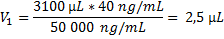 V₁ = 3100 µL * 40 ng/mL / 50 000 ng/mL = 2,5 µL